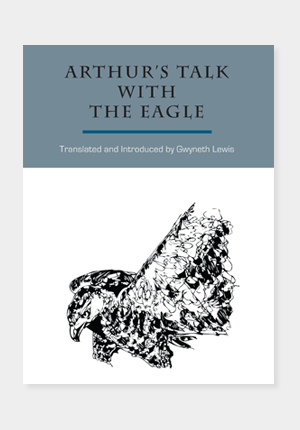 ARTHUR'S TALK
WITH
THE EAGLE
Translated and Introduced by Gwyneth Lewis